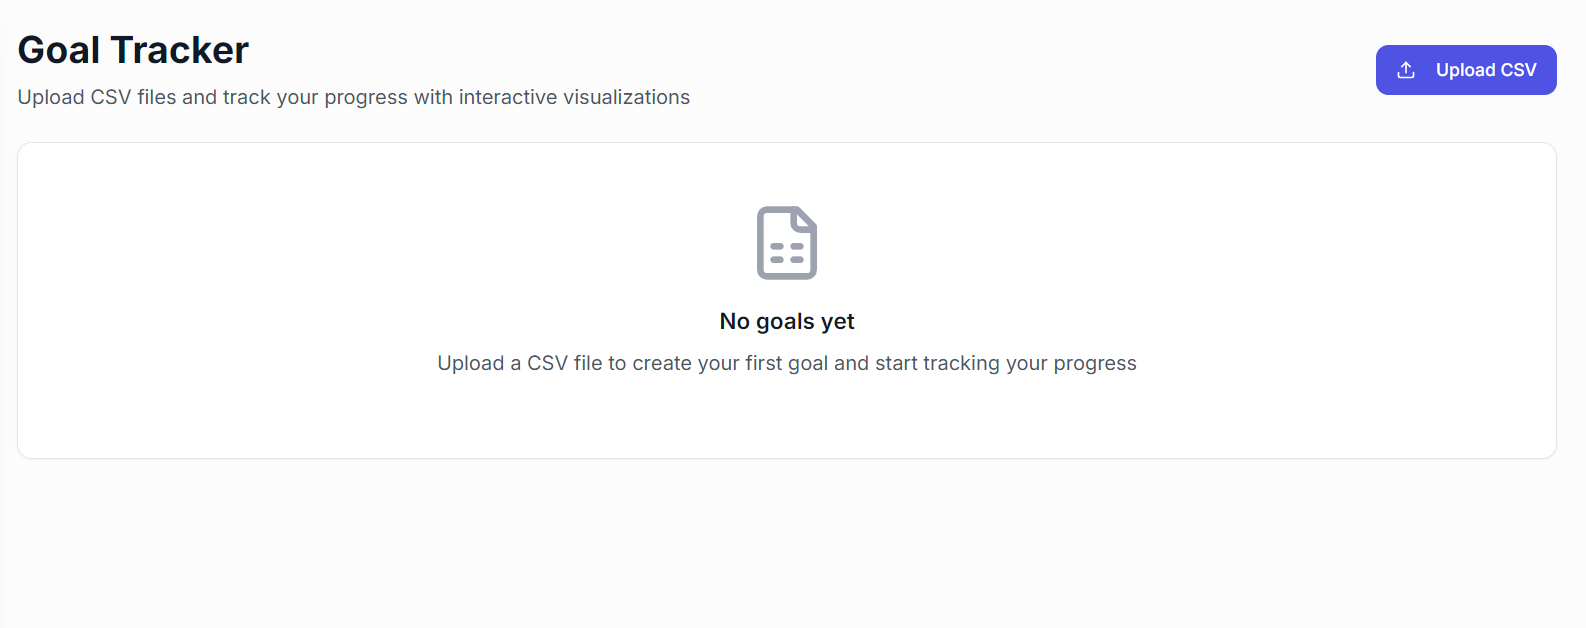 Goal Tracker
Upload CSV files and track your progress with interactive visualizations
Upload CSV
No goals yet
Upload a CSV file to create your first goal and start tracking your progress